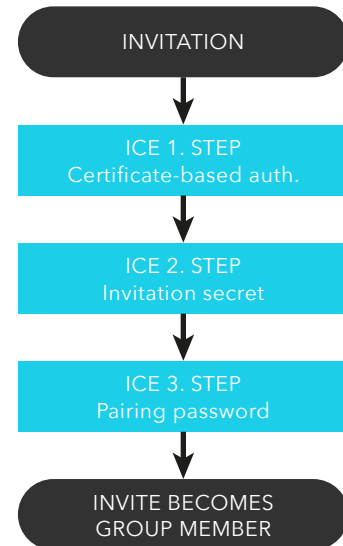 INVITATION
ICE 1. STEP
Certificate-based auth.
ICE 2. STEP
Invitation secret
ICE 3. STEP
Pairing password
INVITE BECOMES
GROUP MEMBER